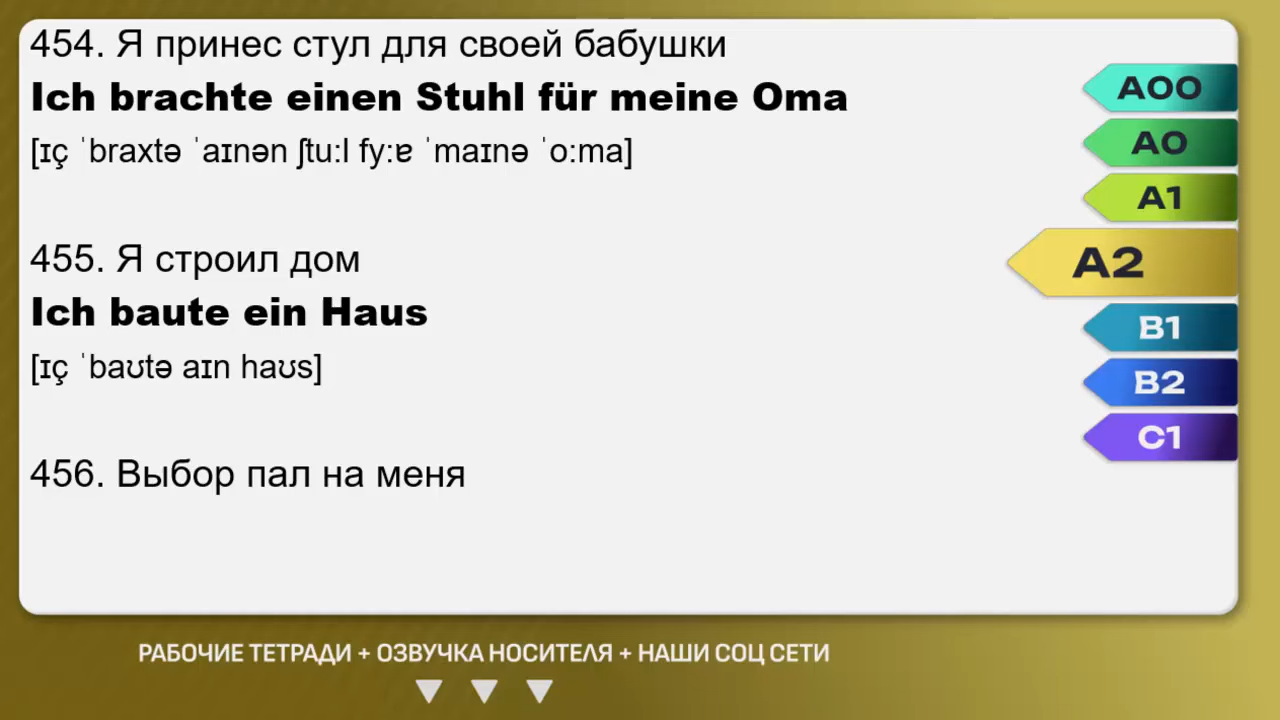 454. Я принес стул для своей бабушки
Ich brachte einen Stuhl für meine Oma
[ɪç ˈbraxtə ˈaɪnən ʃtuːl fyːɐ ˈmaɪnə ˈoːma]
455. Я строил дом
Ich baute ein Haus
[ɪç ˈbaʊtə aɪn haʊs]
456. Выбор пал на меня
A00
A0
A1
A2
B1
B2
C1
РАБОЧИЕ ТЕТРАДИ + ОЗВУЧКА НОСИТЕЛЯ + НАШИ СОЦ СЕТИ